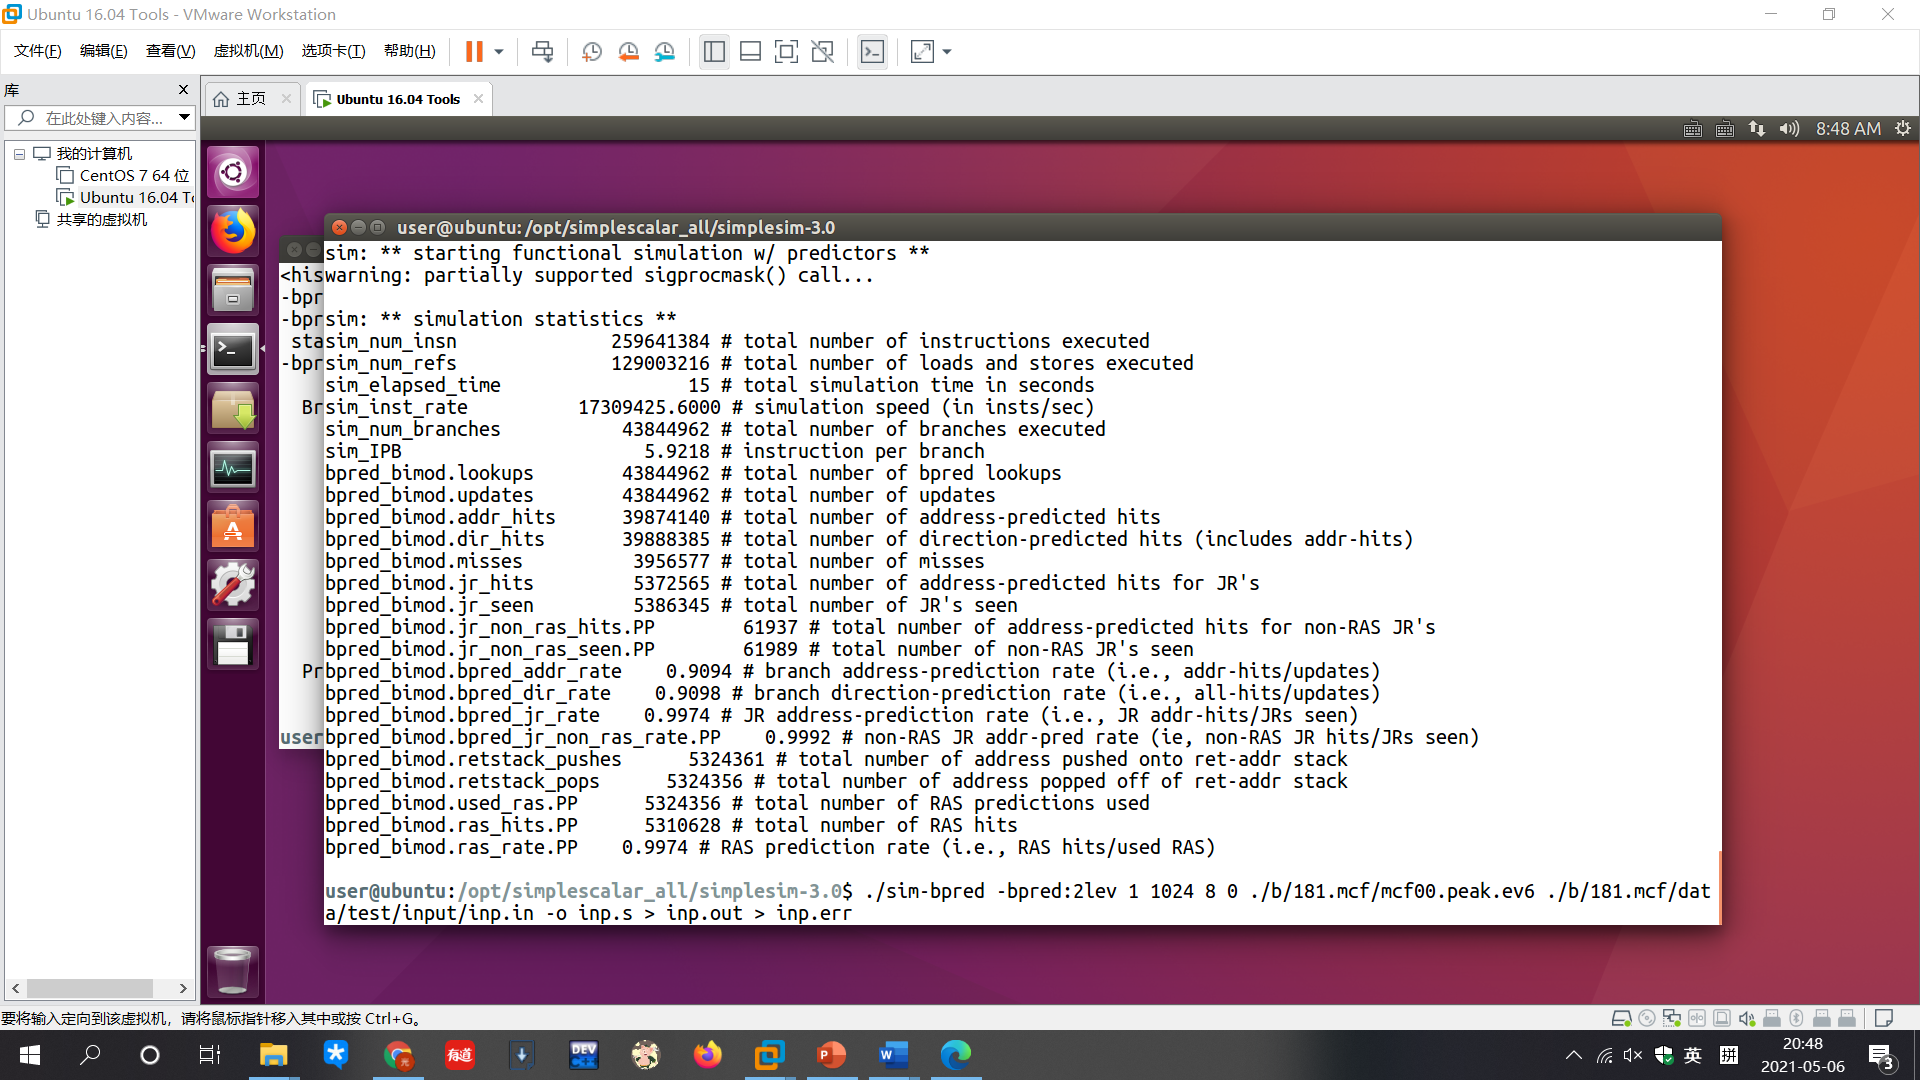 Ubuntu 16.04 Tools - VMware Workstation
文件(F) 编辑(E) 查看(V) 虚拟机(M) 选项卡(T) 帮助(H)
库
在此处键入内容...
我的计算机
CentOS 7 64 位
Ubuntu 16.04 To
共享的虚拟机
主页
Ubuntu 16.04 Tools
8:48 AM
user@ubuntu: /opt/simplescalar_all/simplesim-3.0
sim: ** starting functional simulation w/ predictors **
<his
warning: partially supported sigprocmask() call...
-bpr
-bpr
sim: ** simulation statistics **
sta
sim_num_insn 259641384 # total number of instructions executed
-bpr
sim_num_refs 129003216 # total number of loads and stores executed
sim_elapsed_time 15 # total simulation time in seconds
Br
sim_inst_rate 17309425.6000 # simulation speed (in insts/sec)
sim_num_branches 43844962 # total number of branches executed
sim_IPB 5.9218 # instruction per branch
bpred_bimod.lookups 43844962 # total number of bpred lookups
bpred_bimod.updates 43844962 # total number of updates
bpred_bimod.addr_hits 39874140 # total number of address-predicted hits
bpred_bimod.dir_hits 39888385 # total number of direction-predicted hits (includes addr-hits)
bpred_bimod.misses 3956577 # total number of misses
bpred_bimod.jr_hits 5372565 # total number of address-predicted hits for JR's
bpred_bimod.jr_seen 5386345 # total number of JR's seen
bpred_bimod.jr_non_ras_hits.PP 61937 # total number of address-predicted hits for non-RAS JR's
bpred_bimod.jr_non_ras_seen.PP 61989 # total number of non-RAS JR's seen
Pr
bpred_bimod.bpred_addr_rate 0.9094 # branch address-prediction rate (i.e., addr-hits/updates)
bpred_bimod.bpred_dir_rate 0.9098 # branch direction-prediction rate (i.e., all-hits/updates)
bpred_bimod.bpred_jr_rate 0.9974 # JR address-prediction rate (i.e., JR addr-hits/JRs seen)
user
bpred_bimod.bpred_jr_non_ras_rate.PP 0.9992 # non-RAS JR addr-pred rate (ie, non-RAS JR hits/JRs seen)
bpred_bimod.retstack_pushes 5324361 # total number of address pushed onto ret-addr stack
bpred_bimod.retstack_pops 5324356 # total number of address popped off of ret-addr stack
bpred_bimod.used_ras.PP 5324356 # total number of RAS predictions used
bpred_bimod.ras_hits.PP 5310628 # total number of RAS hits
bpred_bimod.ras_rate.PP 0.9974 # RAS prediction rate (i.e., RAS hits/used RAS)
user@ubuntu:/opt/simplescalar_all/simplesim-3.0$ ./sim-bpred -bpred:2lev 1 1024 8 0 ./b/181.mcf/mcf00.peak.ev6 ./b/181.mcf/dat
a/test/input/inp.in -o inp.s > inp.out > inp.err
要将输入定向到该虚拟机，请将鼠标指针移入其中或按 Ctrl+G。
有道
DEV
C++
P
W
英
拼
20:48
2021-05-06
3